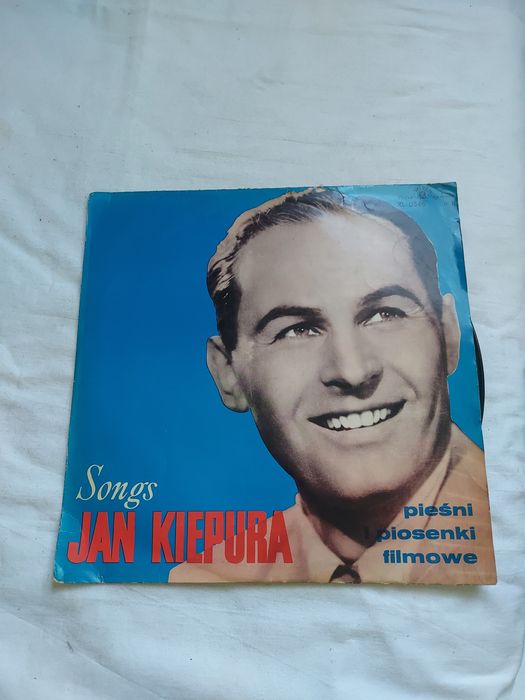 Songs
JAN KIEPURA
pieśni
i piosenki
filmowe